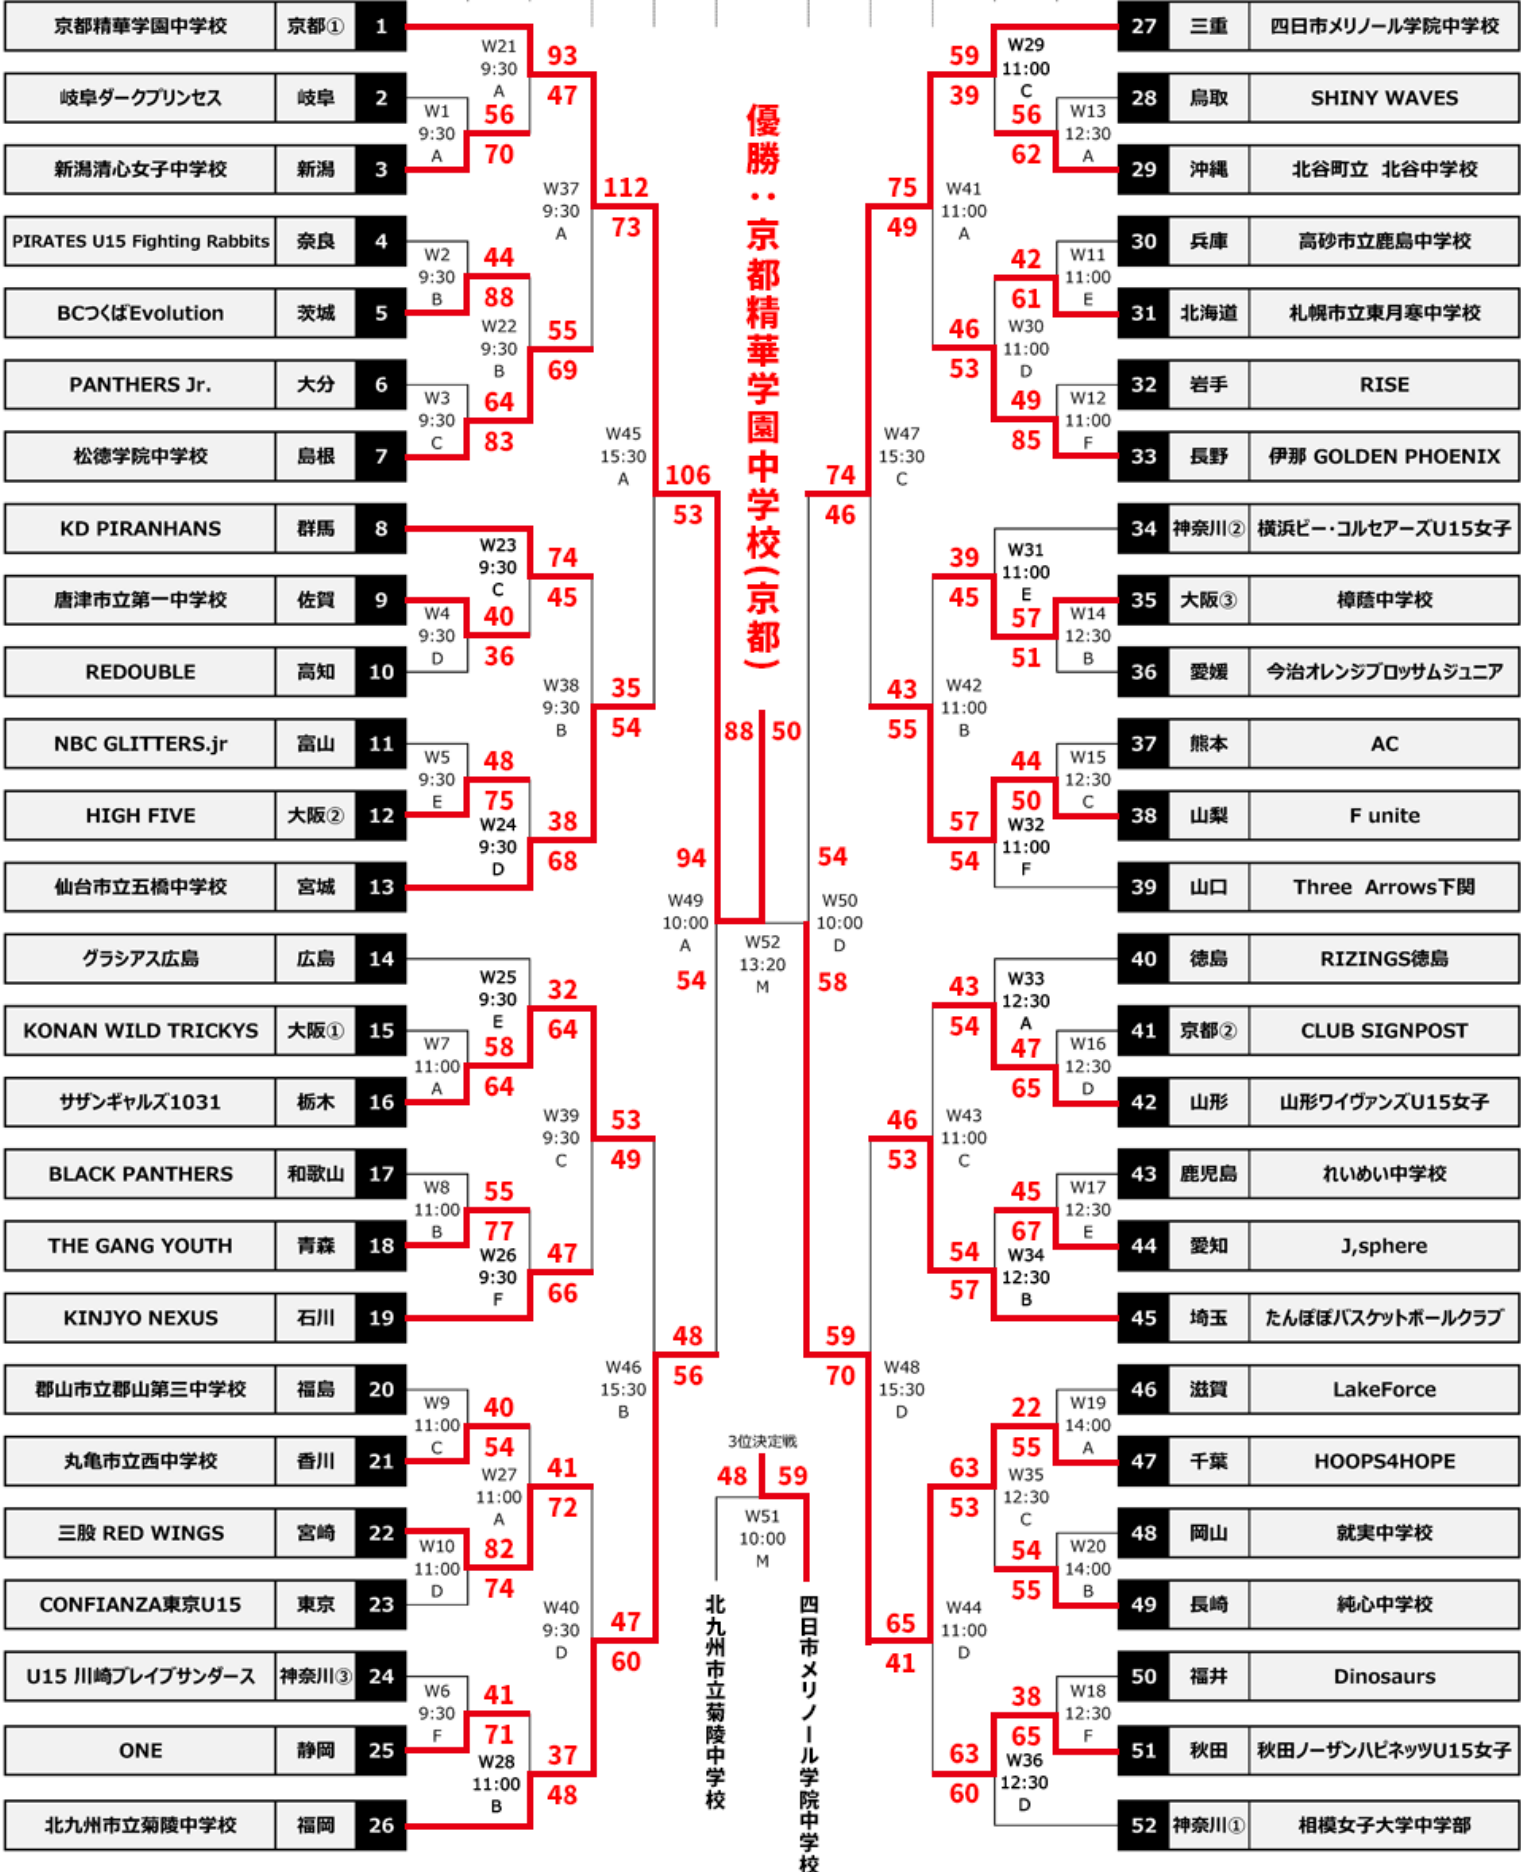 京都精華学園中学校 京都① 1
岐阜ダークプリンセス 岐阜 2
新潟清心女子中学校 新潟 3
PIRATES U15 Fighting Rabbits 奈良 4
BCつくばEvolution 茨城 5
PANTHERS Jr. 大分 6
松徳学院中学校 島根 7
KD PIRANHANS 群馬 8
唐津市立第一中学校 佐賀 9
REDOUBLE 高知 10
NBC GLITTERS.jr 富山 11
HIGH FIVE 大阪② 12
仙台市立五橋中学校 宮城 13
グラシアス広島 広島 14
KONAN WILD TRICKYS 大阪① 15
サザンギャルズ1031 栃木 16
BLACK PANTHERS 和歌山 17
THE GANG YOUTH 青森 18
KINJYO NEXUS 石川 19
郡山市立郡山第三中学校 福島 20
丸亀市立西中学校 香川 21
三股 RED WINGS 宮崎 22
CONFIANZA東京U15 東京 23
U15 川崎ブレイブサンダース 神奈川③ 24
ONE 静岡 25
北九州市立菊陵中学校 福岡 26
W21
9:30
A
93
47
W1
9:30
A
56
70
W37
9:30
A
112
73
W2
9:30
B
44
88
W22
9:30
B
55
69
W3
9:30
C
64
83
W45
15:30
A
106
53
W23
9:30
C
74
45
W4
9:30
D
40
36
W38
9:30
B
35
54
W5
9:30
E
48
75
W24
9:30
D
38
68
W49
10:00
A
94
54
W25
9:30
E
32
64
W7
11:00
A
58
64
W39
9:30
C
53
49
W8
11:00
B
55
77
W26
9:30
F
47
66
W46
15:30
B
48
56
W9
11:00
C
40
54
W27
11:00
A
41
72
W10
11:00
D
82
74
W40
9:30
D
47
60
W6
9:30
F
41
71
W28
11:00
B
37
48
優勝：京都精華学園中学校(京都)
88 50
W52
13:20
M
3位決定戦
48 59
W51
10:00
M
北九州市立菊陵中学校
四日市メリノール学院中学校
59
39
W29
11:00
C
56
62
W13
12:30
A
75
49
W41
11:00
A
42
61
W11
11:00
E
46
53
W30
11:00
D
49
85
W12
11:00
F
74
46
W47
15:30
C
39
45
W31
11:00
E
57
51
W14
12:30
B
43
55
W42
11:00
B
44
50
W15
12:30
C
57
54
W32
11:00
F
54
58
W50
10:00
D
43
54
W33
12:30
A
47
65
W16
12:30
D
46
53
W43
11:00
C
45
67
W17
12:30
E
54
57
W34
12:30
B
59
70
W48
15:30
D
22
55
W19
14:00
A
63
53
W35
12:30
C
54
55
W20
14:00
B
65
41
W44
11:00
D
38
65
W18
12:30
F
63
60
W36
12:30
D
27 三重 四日市メリノール学院中学校
28 鳥取 SHINY WAVES
29 沖縄 北谷町立 北谷中学校
30 兵庫 高砂市立鹿島中学校
31 北海道 札幌市立東月寒中学校
32 岩手 RISE
33 長野 伊那 GOLDEN PHOENIX
34 神奈川② 横浜ビー・コルセアーズU15女子
35 大阪③ 樟蔭中学校
36 愛媛 今治オレンジブロッサムジュニア
37 熊本 AC
38 山梨 F unite
39 山口 Three Arrows下関
40 徳島 RIZINGS徳島
41 京都② CLUB SIGNPOST
42 山形 山形ワイヴァンズU15女子
43 鹿児島 れいめい中学校
44 愛知 J,sphere
45 埼玉 たんぽぽバスケットボールクラブ
46 滋賀 LakeForce
47 千葉 HOOPS4HOPE
48 岡山 就実中学校
49 長崎 純心中学校
50 福井 Dinosaurs
51 秋田 秋田ノーザンハピネッツU15女子
52 神奈川① 相模女子大学中学部